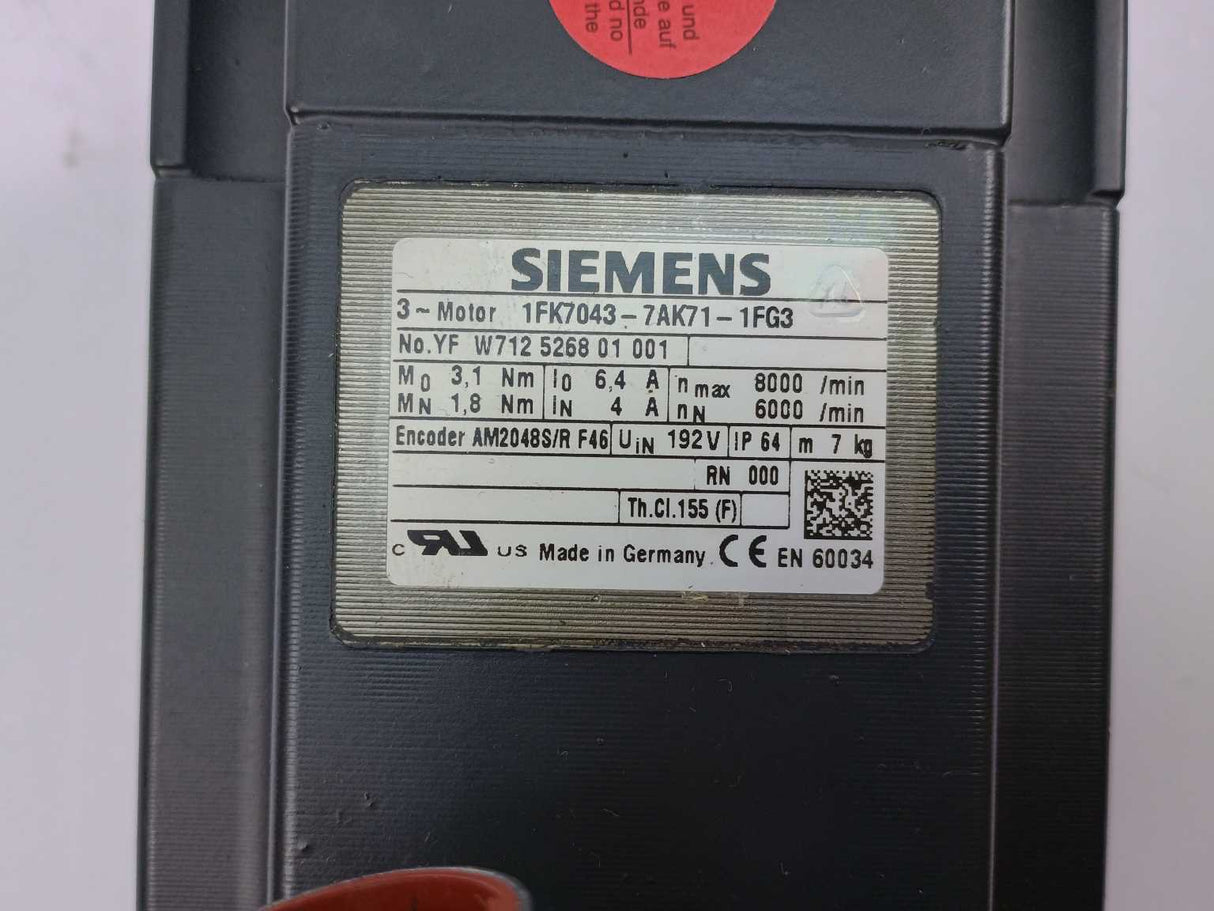 und
e auf
nde
d no
the
SIEMENS
3~Motor 1FK7043-7AK71-1FG3
No.YF W712 5268 01 001
M0 3,1 Nm I0 6,4 A nmax 8000 /min
MN 1,8 Nm IN 4 A nN 6000 /min
Encoder AM2048S/R F46 UiN 192V IP 64 m 7 kg
RN 000
Th.Cl.155 (F)
C RU US Made in Germany CE EN 60034